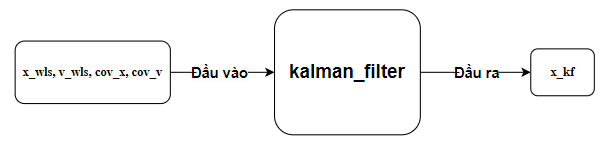 x_wls, v_wls, cov_x, cov_v
Đầu vào
kalman_filter
Đầu ra
x_kf